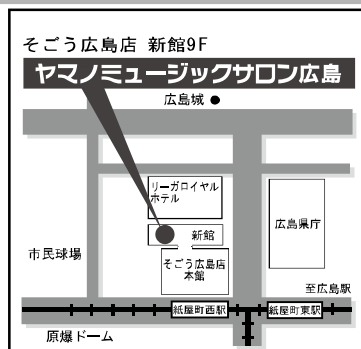 そごう広島店 新館9F
ヤマノミュージックサロン広島
広島城 ●
リーガロイヤル
ホテル
新館
広島県庁
そごう広島店
本館
市民球場
至広島駅
紙屋町西駅
紙屋町東駅
原爆ドーム